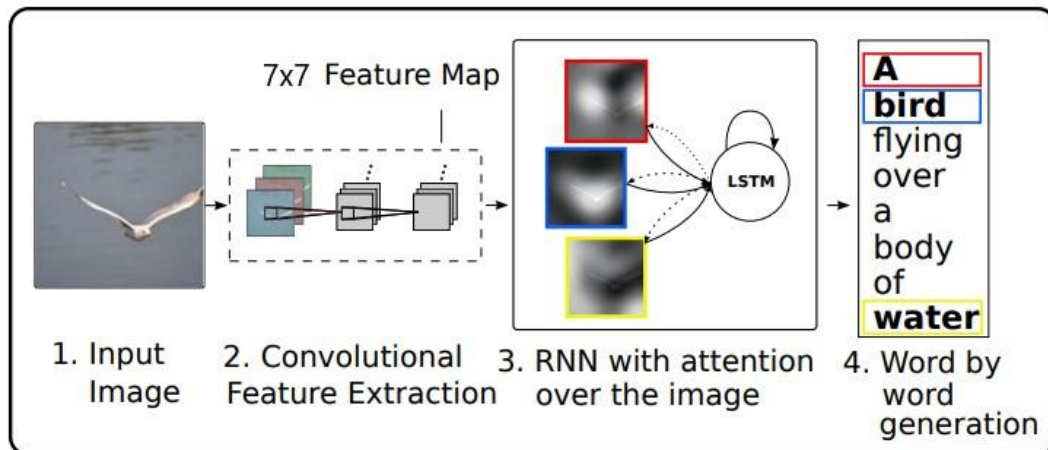 7x7 Feature Map
LSTM
A
bird
flying
over
a
body
of
water
1. Input
Image
2. Convolutional
Feature Extraction
3. RNN with attention
over the image
4. Word by
word
generation